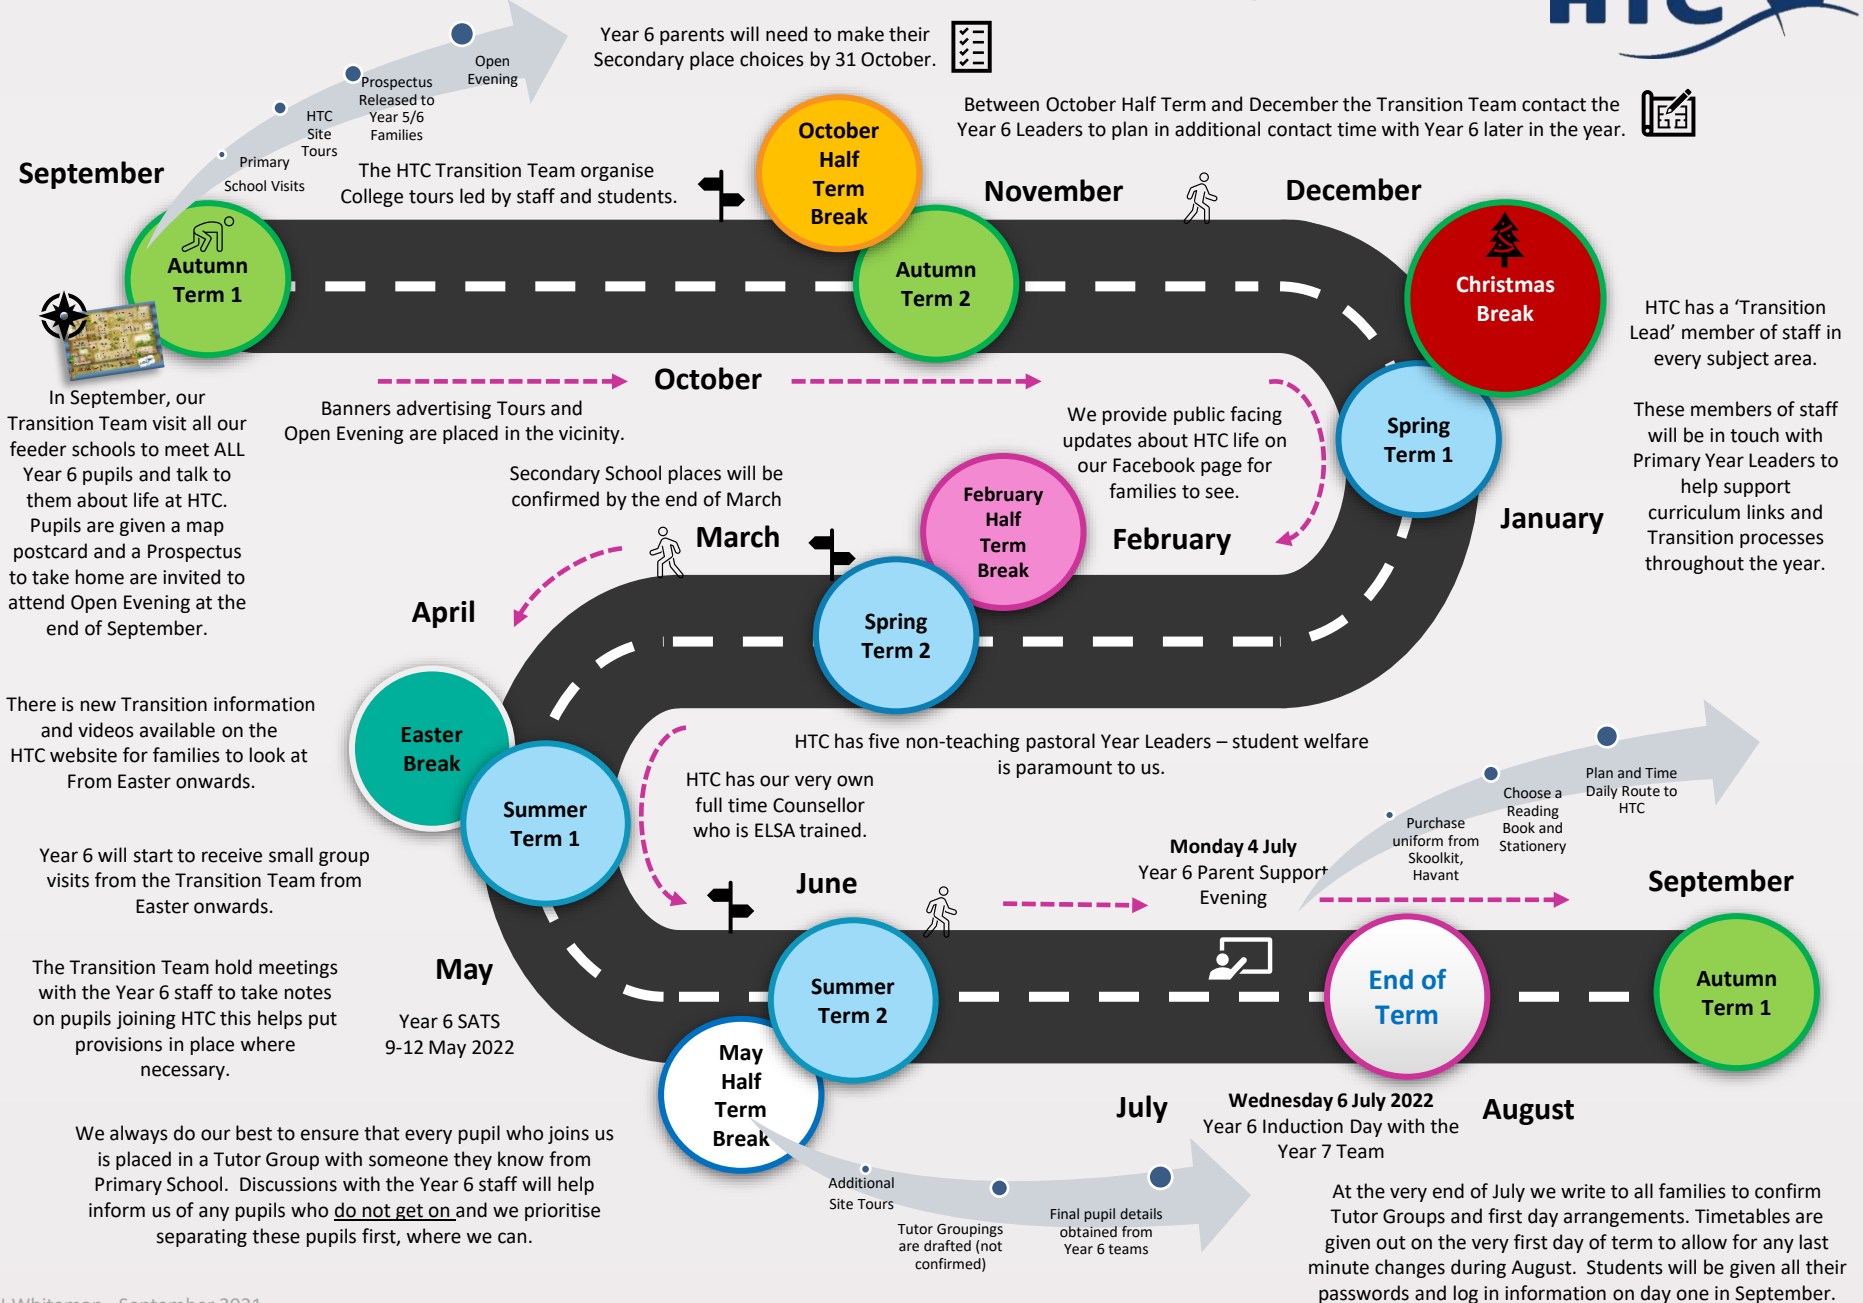 HTC
Year 6 parents will need to make their
Secondary place choices by 31 October.
Open
Evening
Prospectus
Released to
Year 5/6
Families
HTC
Site
Tours
Primary
School Visits
Between October Half Term and December the Transition Team contact the
Year 6 Leaders to plan in additional contact time with Year 6 later in the year.
September
The HTC Transition Team organise
College tours led by staff and students.
October
Half
Term
Break
November
December
Autumn
Term 1
Autumn
Term 2
Christmas
Break
HTC has a ‘Transition
Lead’ member of staff in
every subject area.
These members of staff
will be in touch with
Primary Year Leaders to
help support
curriculum links and
Transition processes
throughout the year.
In September, our
Transition Team visit all our
feeder schools to meet ALL
Year 6 pupils and talk to
them about life at HTC.
Pupils are given a map
postcard and a Prospectus
to take home are invited to
attend Open Evening at the
end of September.
October
Banners advertising Tours and
Open Evening are placed in the vicinity.
We provide public facing
updates about HTC life on
our Facebook page for
families to see.
Spring
Term 1
January
Secondary School places will be
confirmed by the end of March
February
Half
Term
Break
February
March
April
Spring
Term 2
There is new Transition information
and videos available on the
HTC website for families to look at
From Easter onwards.
Easter
Break
Summer
Term 1
HTC has five non-teaching pastoral Year Leaders – student welfare
is paramount to us.
HTC has our very own
full time Counsellor
who is ELSA trained.
Year 6 will start to receive small group
visits from the Transition Team from
Easter onwards.
Plan and Time
Daily Route to
HTC
Choose a
Reading
Book and
Stationery
Purchase
uniform from
Skoolkit,
Havant
Monday 4 July
Year 6 Parent Support
Evening
June
September
The Transition Team hold meetings
with the Year 6 staff to take notes
on pupils joining HTC this helps put
provisions in place where
necessary.
May
Year 6 SATS
9-12 May 2022
Summer
Term 2
End of
Term
Autumn
Term 1
May
Half
Term
Break
July
Wednesday 6 July 2022
Year 6 Induction Day with the
Year 7 Team
August
We always do our best to ensure that every pupil who joins us
is placed in a Tutor Group with someone they know from
Primary School.  Discussions with the Year 6 staff will help
inform us of any pupils who do not get on and we prioritise
separating these pupils first, where we can.
Additional
Site Tours
Tutor Groupings
are drafted (not
confirmed)
Final pupil details
obtained from
Year 6 teams
At the very end of July we write to all families to confirm
Tutor Groups and first day arrangements. Timetables are
given out on the very first day of term to allow for any last
minute changes during August.  Students will be given all their
passwords and log in information on day one in September.
Whiteman - September 2021